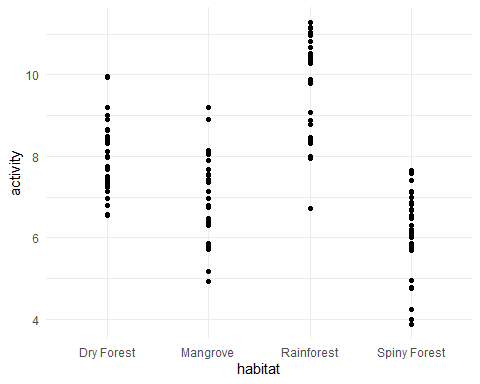 activity
10
8
6
4
Dry Forest
Mangrove
Rainforest
Spiny Forest
habitat